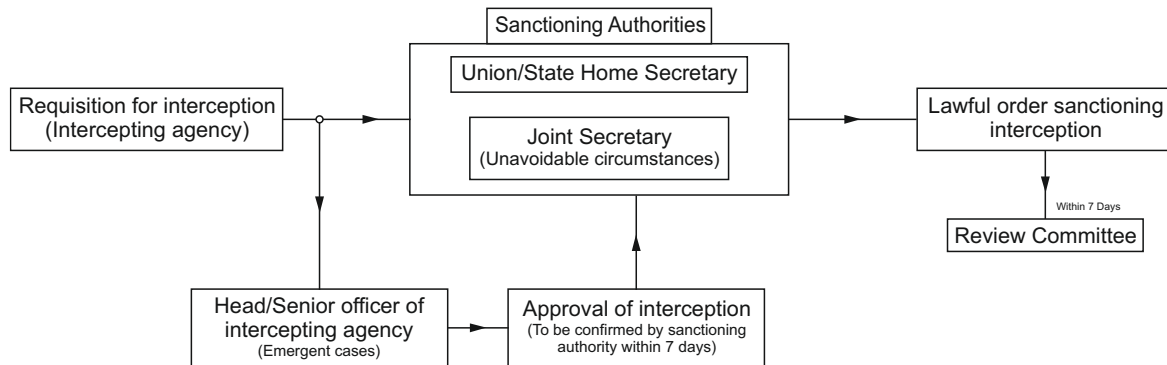 Sanctioning Authorities
Union/State Home Secretary
Requisition for interception
(Intercepting agency)
Joint Secretary
(Unavoidable circumstances)
Lawful order sanctioning
interception
Within 7 Days
Review Committee
Head/Senior officer of
intercepting agency
(Emergent cases)
Approval of interception
(To be confirmed by sanctioning
authority within 7 days)